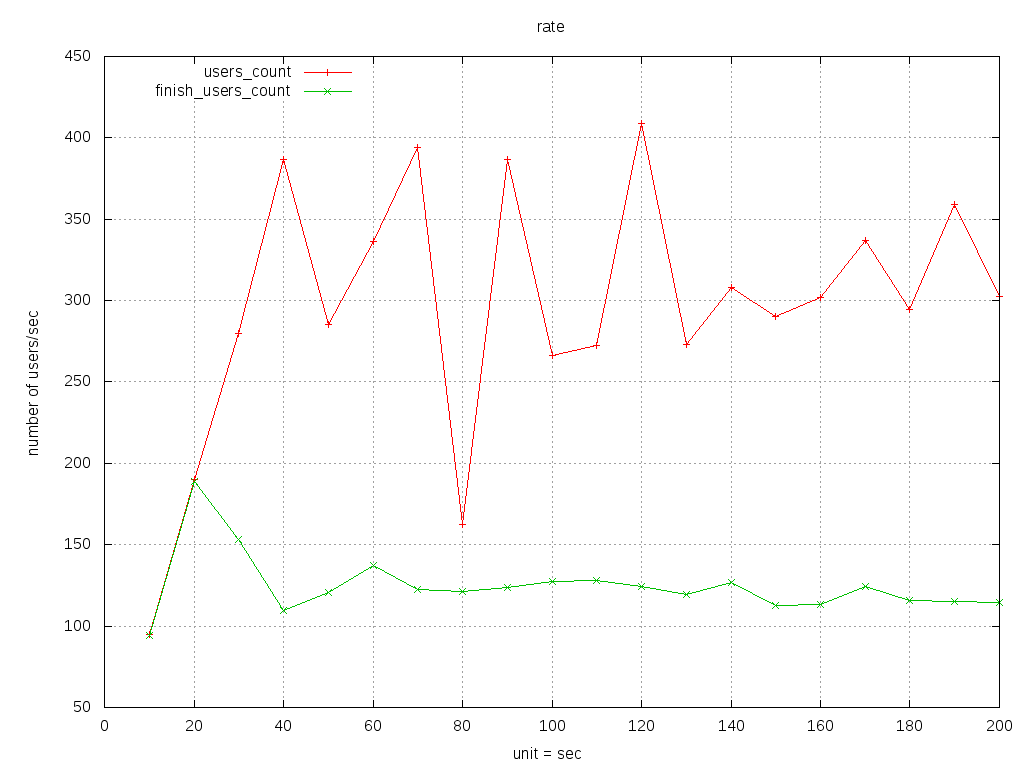 rate
users_count
finish_users_count
450
400
350
300
250
200
150
100
50
number of users/sec
0 20 40 60 80 100 120 140 160 180 200
unit = sec